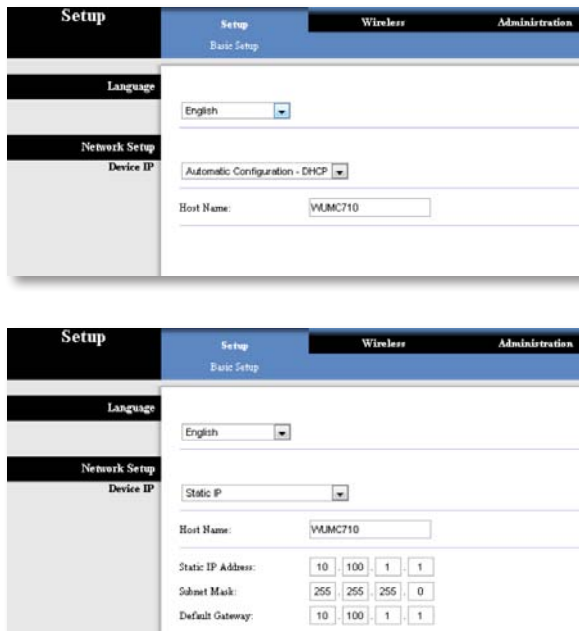 Setup
Setup Wireless Administration
Basic Setup
Language
English
Network Setup
Device IP
Automatic Configuration - DHCP
Host Name: WUMC710
Setup
Setup Wireless Administration
Basic Setup
Language
English
Network Setup
Device IP
Static IP
Host Name: WUMC710
Static IP Address: 10 . 100 . 1 . 1
Subnet Mask: 255 . 255 . 255 . 0
Default Gateway: 10 . 100 . 1 . 1